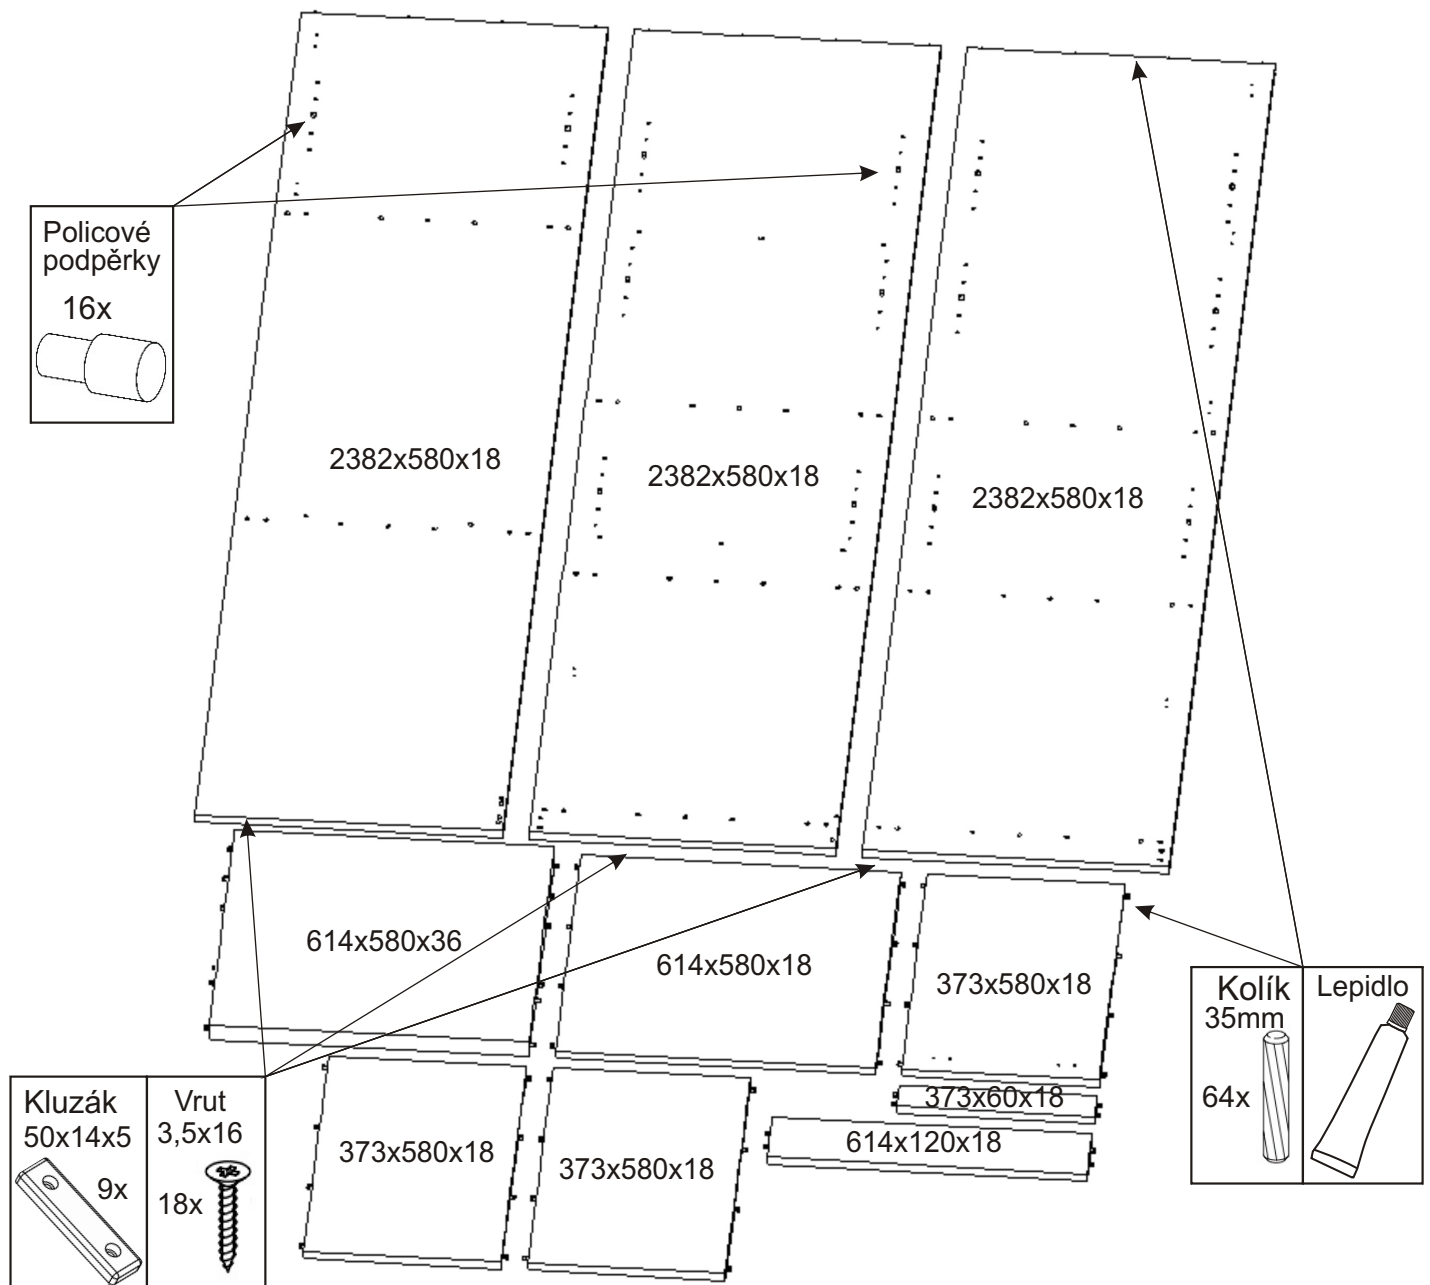 Policové
podpěrky
16x
2382x580x18
2382x580x18
2382x580x18
614x580x36
614x580x18
373x580x18
Kolík
35mm
64x
Lepidlo
Kluzák
50x14x5
9x
Vrut
3,5x16
18x
373x580x18
373x580x18
373x60x18
614x120x18